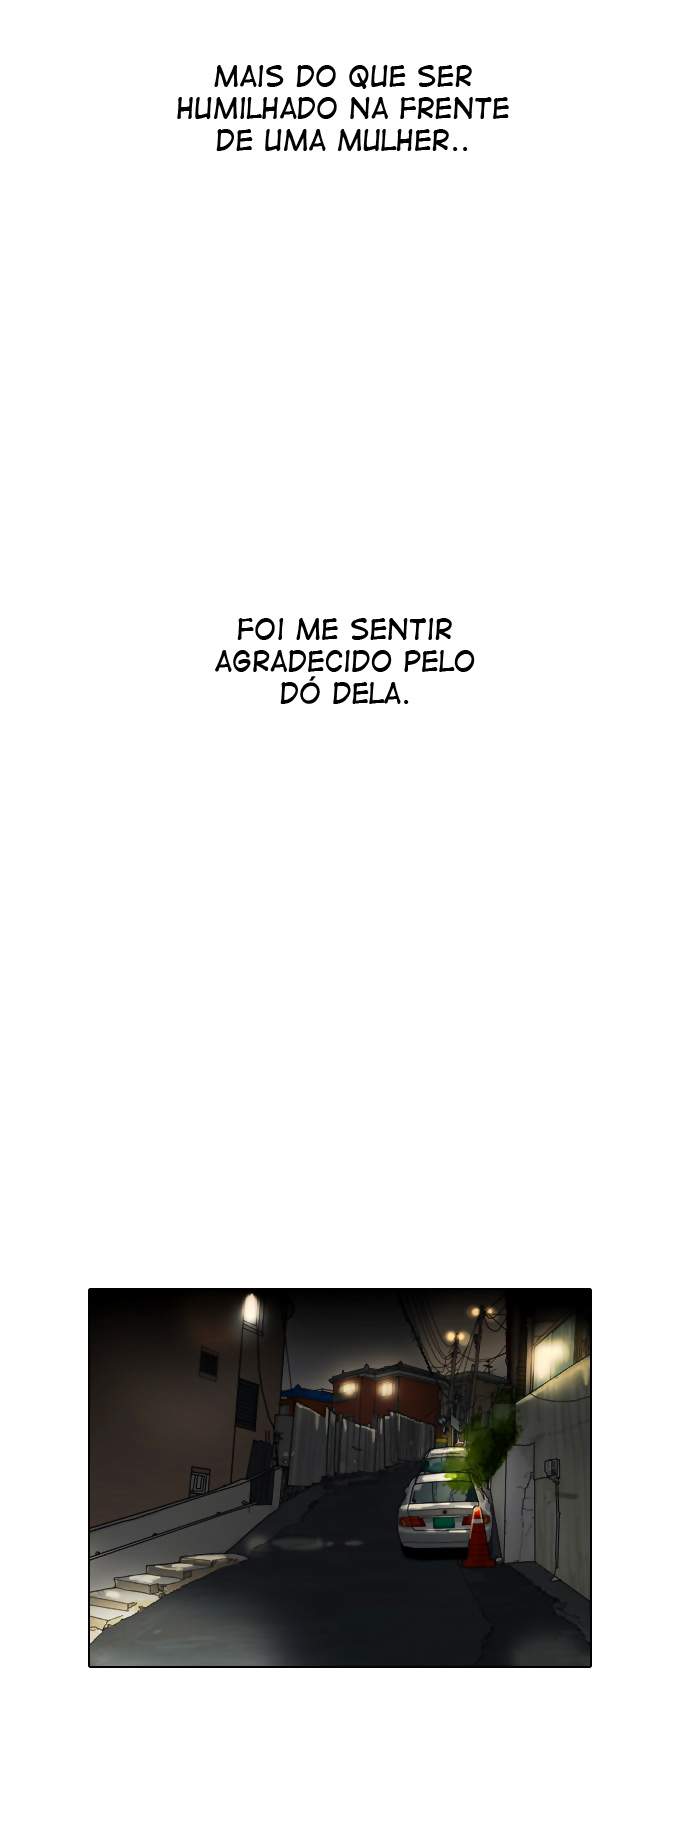 MAIS DO QUE SER
HUMILHADO NA FRENTE
DE UMA MULHER..
FOI ME SENTIR
AGRADECIDO PELO
DÓ DELA.